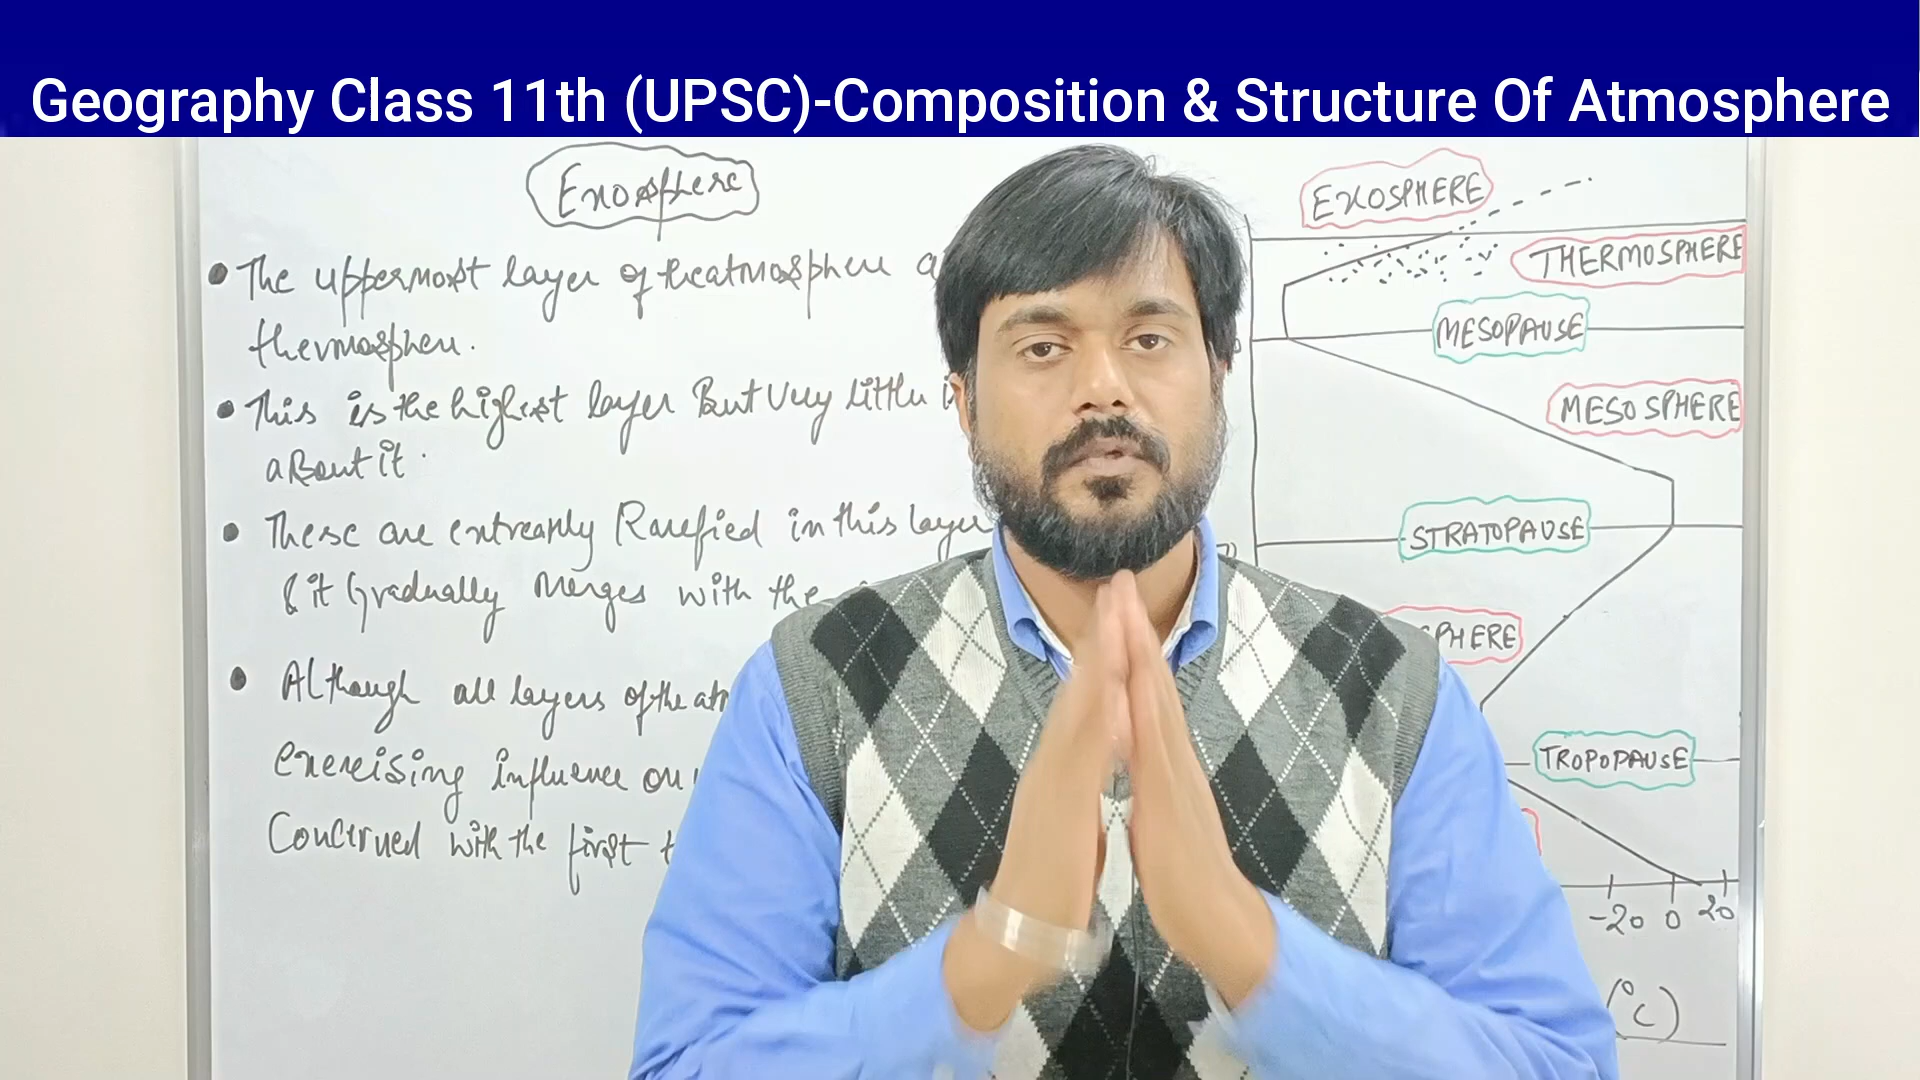 Geography Class 11th (UPSC)-Composition & Structure Of Atmosphere
Exosphere
The uppermost layer of theatmosphere a
thermosphere.
This is the highest layer But Very little i
about it.
These are extreamly Rarefied in this layer
& it Gradually Merges with the
Although all layers of the atm
exercising influence on
Concerned with the first t
EXOSPHERE
THERMOSPHERE
MESOPAUSE
MESOSPHERE
STRATOPAUSE
SPHERE
TROPOPAUSE
-20 0 20
(°C)